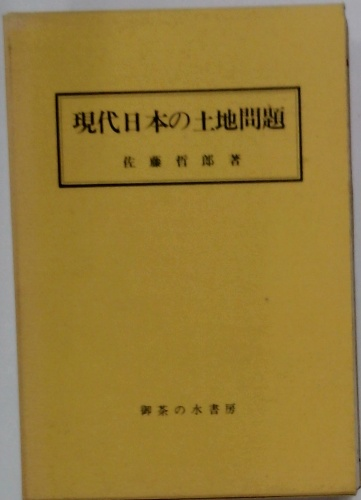 現代日本の土地問題
佐藤哲郎著
御茶の水書房